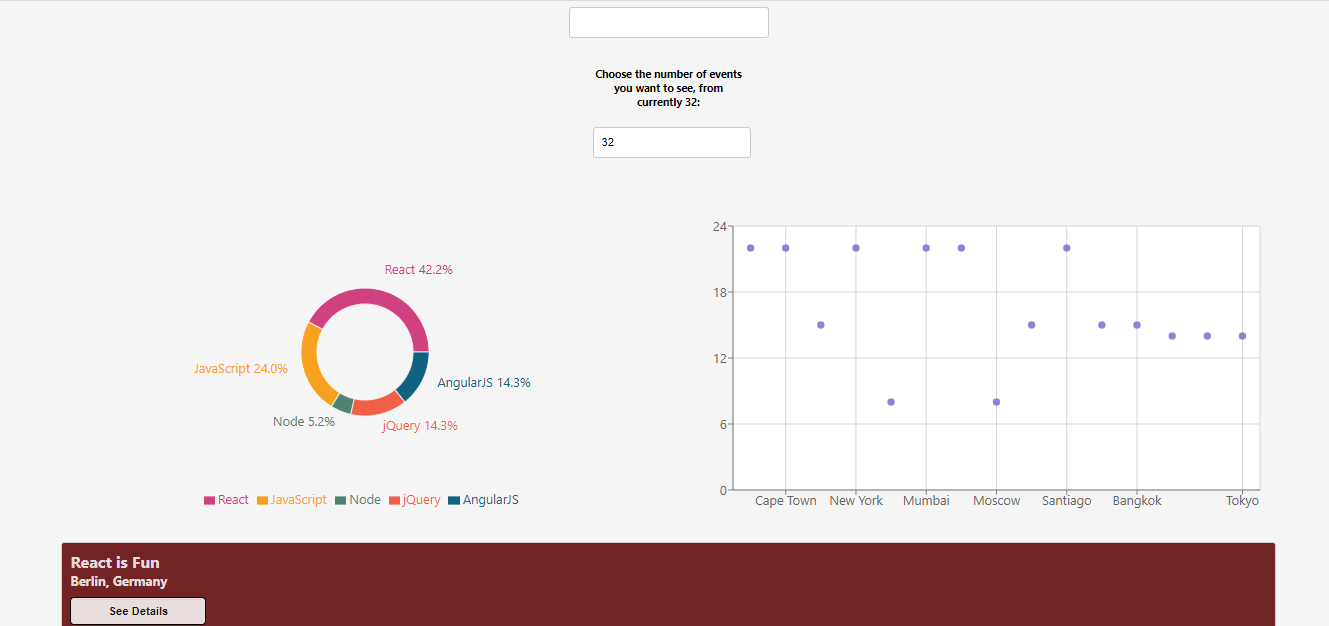 Choose the number of events
you want to see, from
currently 32:
32
React 42.2%
JavaScript 24.0%
AngularJS 14.3%
Node 5.2%
jQuery 14.3%
React JavaScript Node jQuery AngularJS
24
18
12
6
0
Cape Town New York Mumbai Moscow Santiago Bangkok Tokyo
React is Fun
Berlin, Germany
See Details